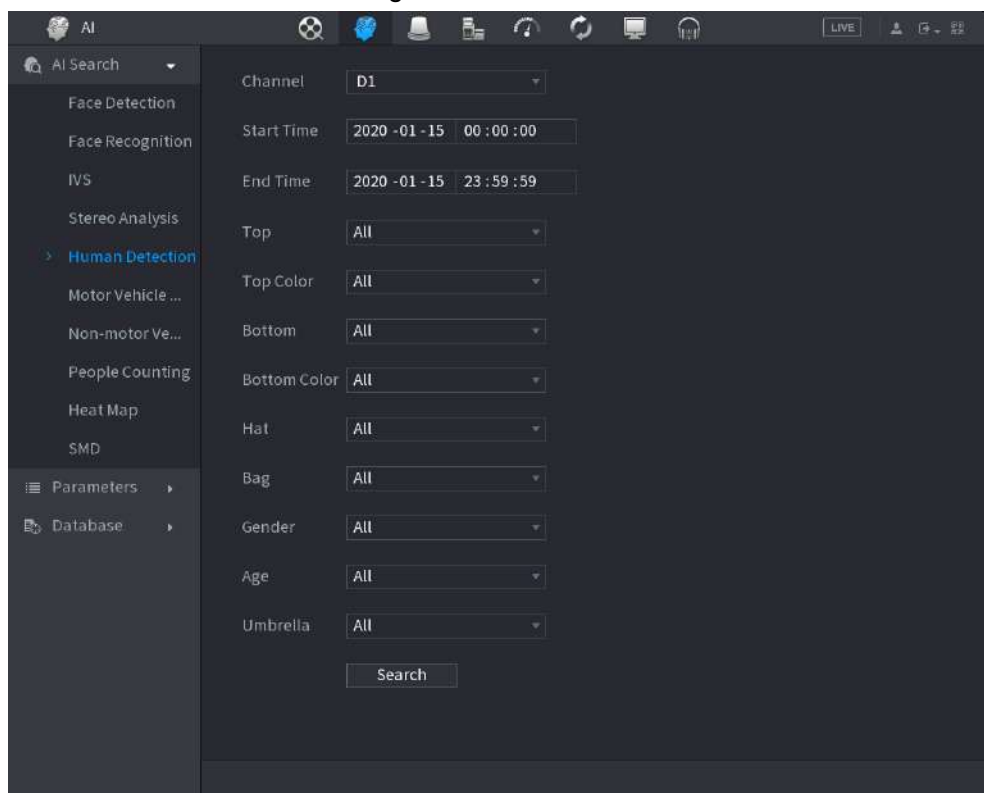 AI
LIVE
AI Search
Face Detection
Face Recognition
IVS
Stereo Analysis
Human Detection
Motor Vehicle ...
Non-motor Ve...
People Counting
Heat Map
SMD
Parameters
Database
Channel D1
Start Time 2020 -01 -15 00 :00 :00
End Time 2020 -01 -15 23 :59 :59
Top All
Top Color All
Bottom All
Bottom Color All
Hat All
Bag All
Gender All
Age All
Umbrella All
Search